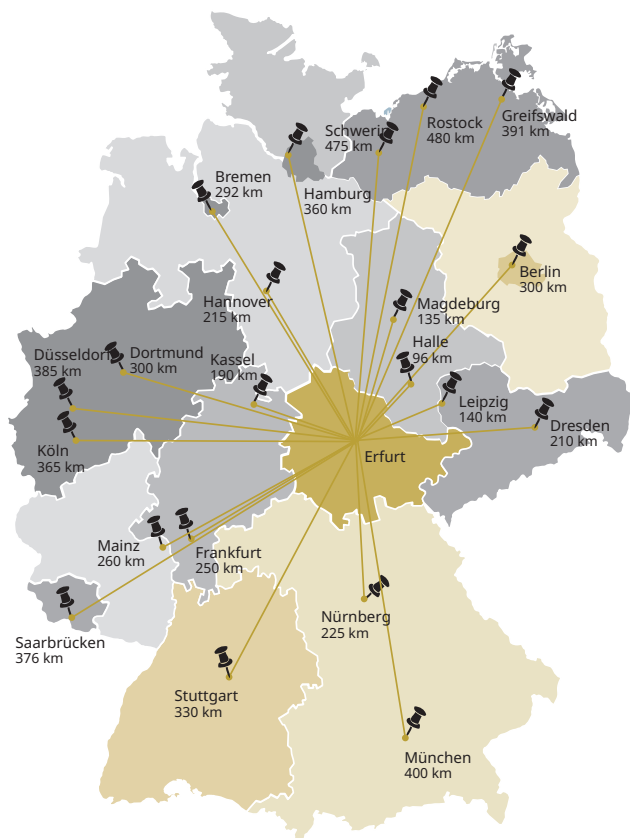 Schwerin
475 km
Rostock
480 km
Greifswald
391 km
Bremen
292 km
Hamburg
360 km
Berlin
300 km
Hannover
215 km
Magdeburg
135 km
Halle
96 km
Düsseldorf
385 km
Dortmund
300 km
Kassel
190 km
Leipzig
140 km
Dresden
210 km
Köln
365 km
Erfurt
Mainz
260 km
Frankfurt
250 km
Nürnberg
225 km
Saarbrücken
376 km
Stuttgart
330 km
München
400 km